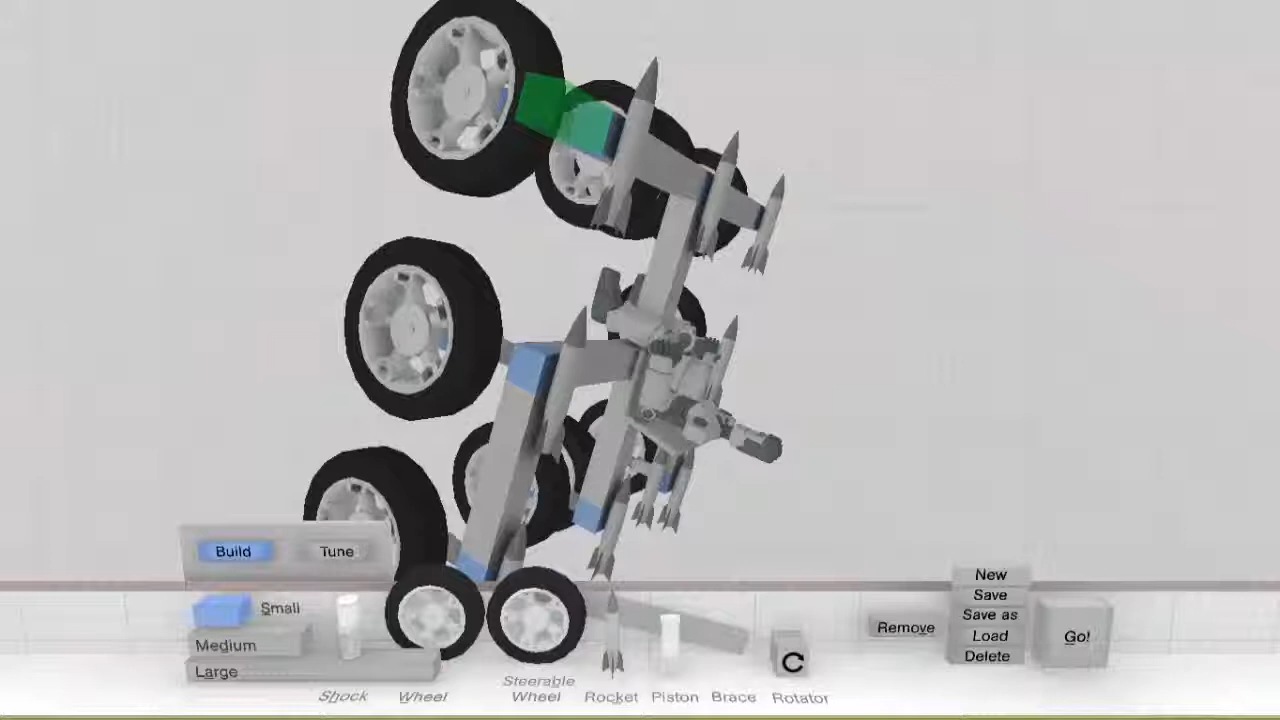 Build
Tune
Small
Medium
Large
Shock
Wheel
Steerable
Wheel
Rocket
Piston
Brace
Rotator
C
Remove
New
Save
Save as
Load
Delete
Go!